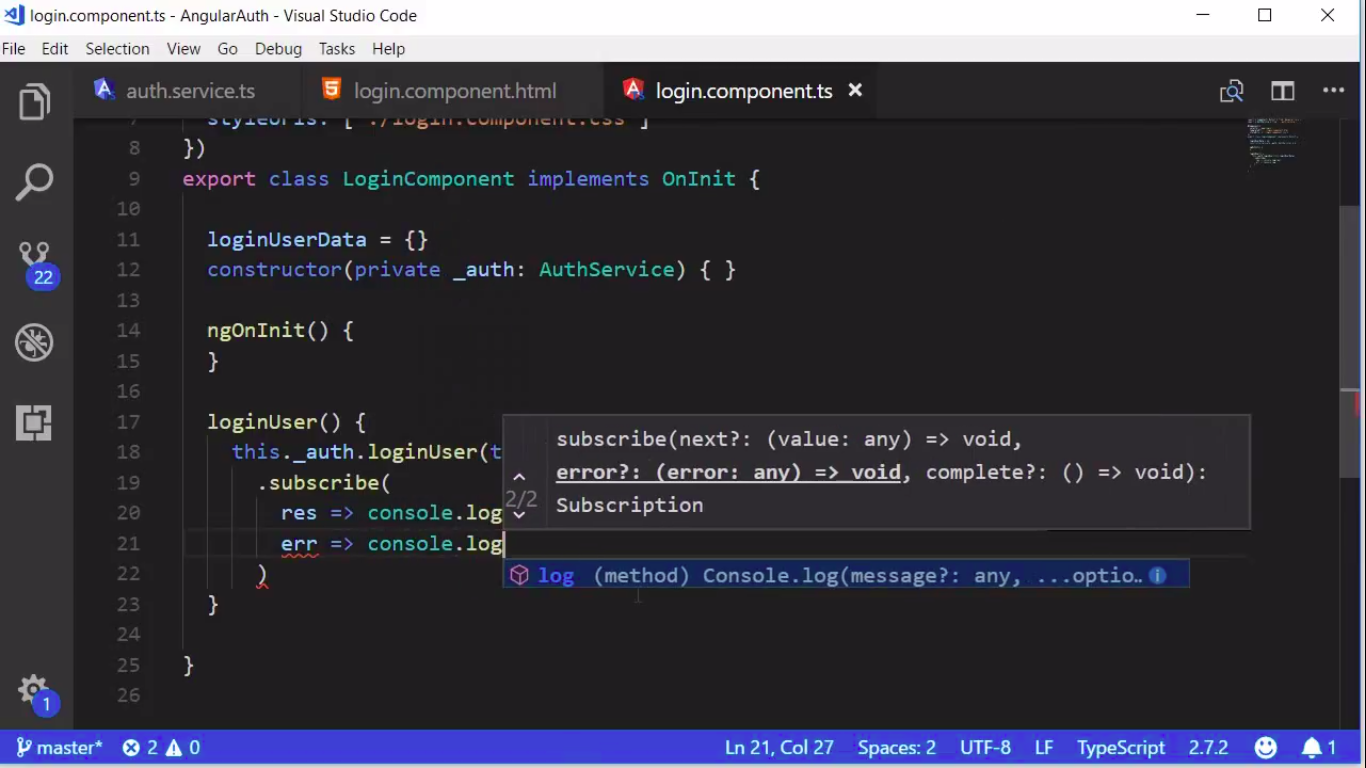 login.component.ts - AngularAuth - Visual Studio Code
File Edit Selection View Go Debug Tasks Help
auth.service.ts login.component.html login.component.ts
7 styleUrls: ['./login.component.css']
8 })
9 export class LoginComponent implements OnInit {
10
11 loginUserData = {}
12 constructor(private _auth: AuthService) { }
13
14 ngOnInit() {
15 }
16
17 loginUser() {
18 this._auth.loginUser(t
19 .subscribe(
20 res => console.log
21 err => console.log
22 )
23 }
24
25 }
26
subscribe(next?: (value: any) => void,
error?: (error: any) => void, complete?: () => void):
2/2 Subscription
log (method) Console.log(message?: any, ...optio…
22
1
master* 2 0 Ln 21, Col 27 Spaces: 2 UTF-8 LF TypeScript 2.7.2 1